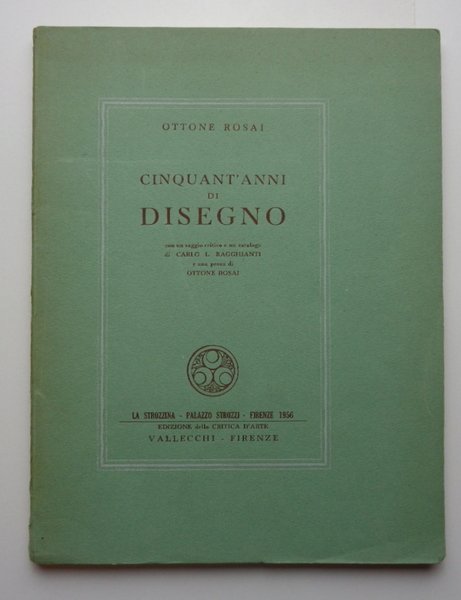 OTTONE ROSAI
CINQUANT'ANNI
DI
DISEGNO
con un saggio critico e un catalogo
di CARLO L. RAGGHIANTI
e una prosa di
OTTONE ROSAI
LA STROZZINA - PALAZZO STROZZI - FIRENZE 1956
EDIZIONE della CRITICA D'ARTE
VALLECCHI - FIRENZE